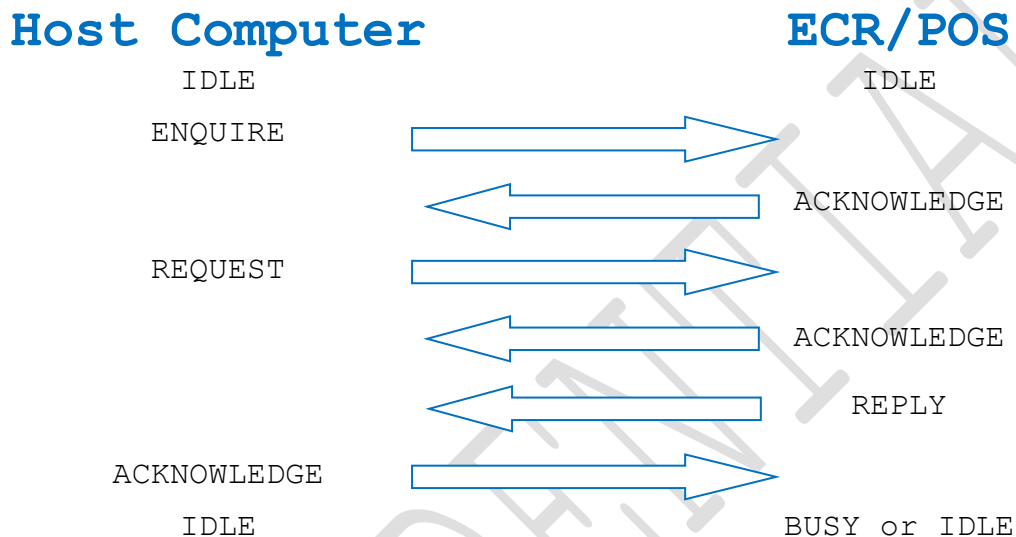 Host Computer ECR/POS
IDLE IDLE
ENQUIRE
ACKNOWLEDGE
REQUEST
ACKNOWLEDGE
REPLY
ACKNOWLEDGE
IDLE BUSY or IDLE